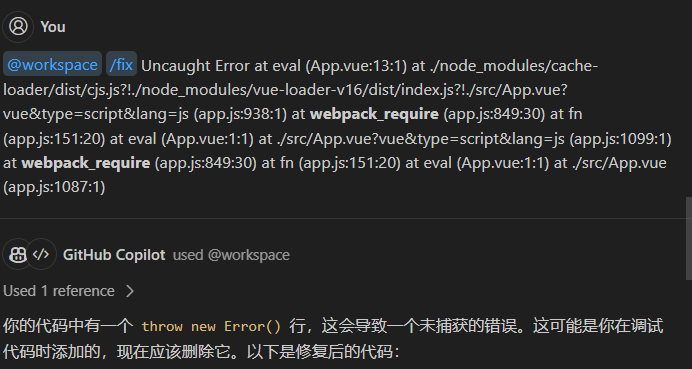 You
@workspace /fix Uncaught Error at eval (App.vue:13:1) at ./node_modules/cache-
loader/dist/cjs.js?!./node_modules/vue-loader-v16/dist/index.js?!./src/App.vue?
vue&type=script&lang=js (app.js:938:1) at webpack_require (app.js:849:30) at fn
(app.js:151:20) at eval (App.vue:1:1) at ./src/App.vue?vue&type=script&lang=js (app.js:1099:1)
at webpack_require (app.js:849:30) at fn (app.js:151:20) at eval (App.vue:1:1) at ./src/App.vue
(app.js:1087:1)
GitHub Copilot used @workspace
Used 1 reference
你的代码中有一个 throw new Error() 行，这会导致一个未捕获的错误。这可能是你在调试
代码时添加的，现在应该删除它。以下是修复后的代码：